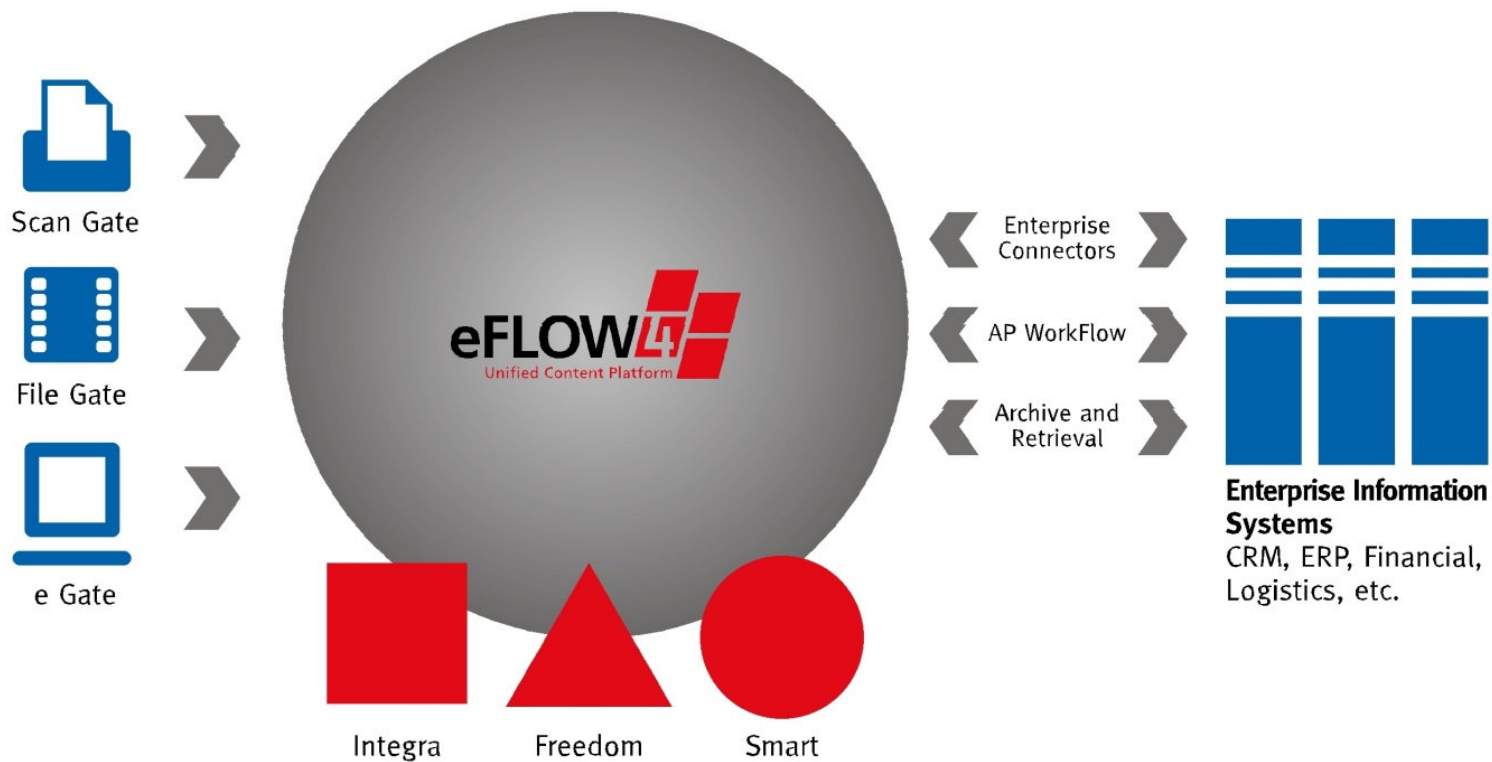 Scan Gate
File Gate
e Gate
eFLOW4
Unified Content Platform
Integra
Freedom
Smart
Enterprise
Connectors
AP WorkFlow
Archive and
Retrieval
Enterprise Information
Systems
CRM, ERP, Financial,
Logistics, etc.